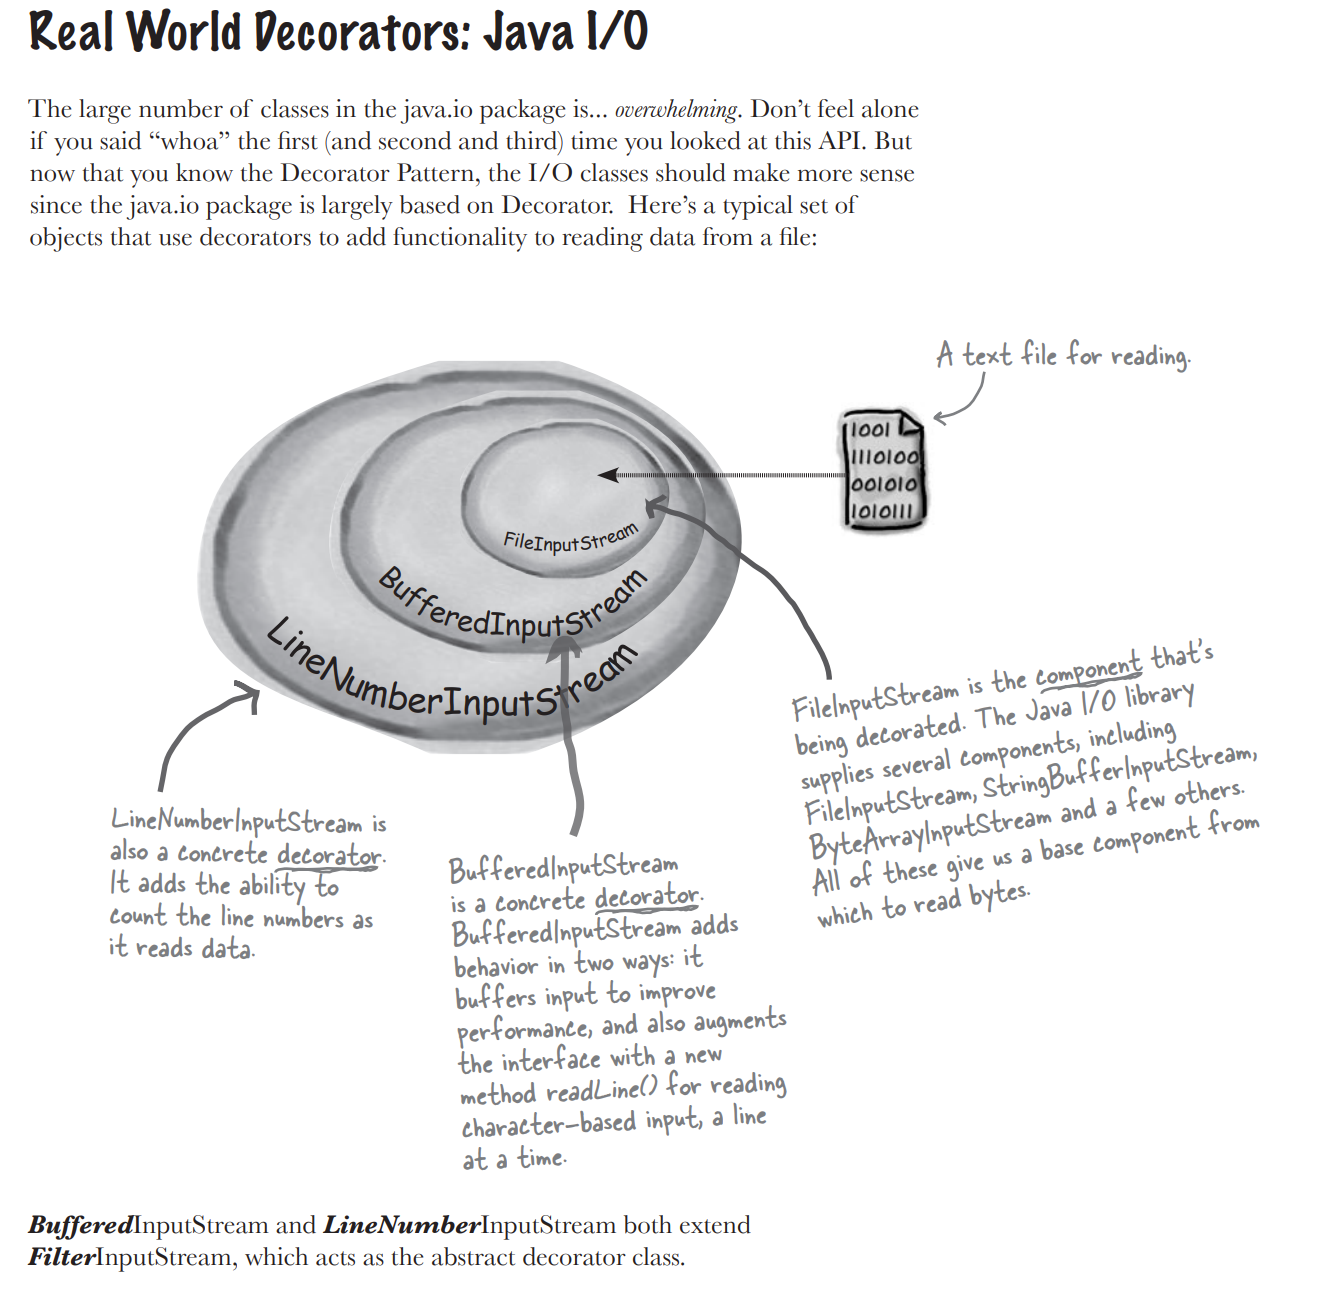 Real World Decorators: Java I/O
The large number of classes in the java.io package is... overwhelming. Don't feel alone
if you said “whoa” the first (and second and third) time you looked at this API. But
now that you know the Decorator Pattern, the I/O classes should make more sense
since the java.io package is largely based on Decorator.  Here's a typical set of
objects that use decorators to add functionality to reading data from a file:
A text file for reading.
1001
1110100
001010
1010111
FileInputStream
BufferedInputStream
LineNumberInputStream
FileInputStream is the component that's
being decorated. The Java I/O library
supplies several components, including
FileInputStream, StringBufferInputStream,
ByteArrayInputStream and a few others.
All of these give us a base component from
which to read bytes.
LineNumberInputStream is
also a concrete decorator.
It adds the ability to
count the line numbers as
it reads data.
BufferedInputStream
is a concrete decorator.
BufferedInputStream adds
behavior in two ways: it
buffers input to improve
performance, and also augments
the interface with a new
method readLine() for reading
character-based input, a line
at a time.
BufferedInputStream and LineNumberInputStream both extend
FilterInputStream, which acts as the abstract decorator class.